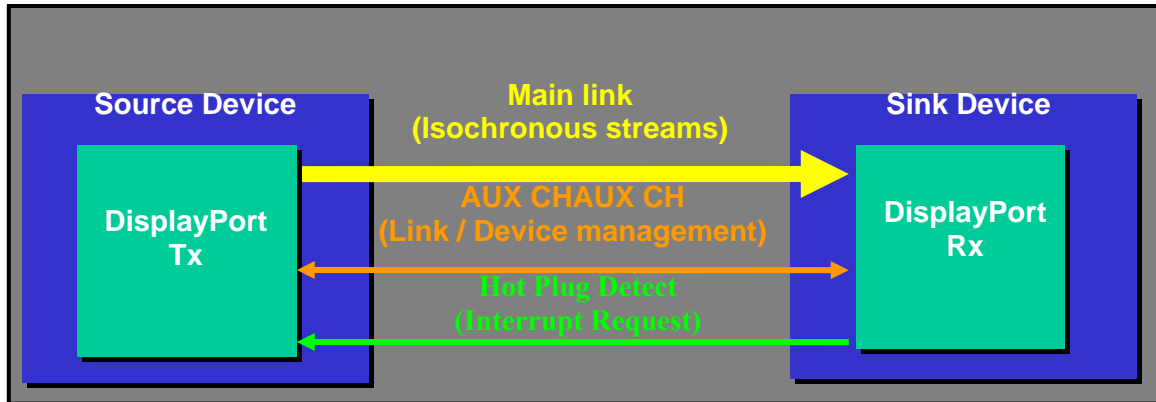 Source Device
Main link
(Isochronous streams)
Sink Device
DisplayPort
Tx
AUX CHAUX CH
(Link / Device management)
DisplayPort
Rx
Hot Plug Detect
(Interrupt Request)